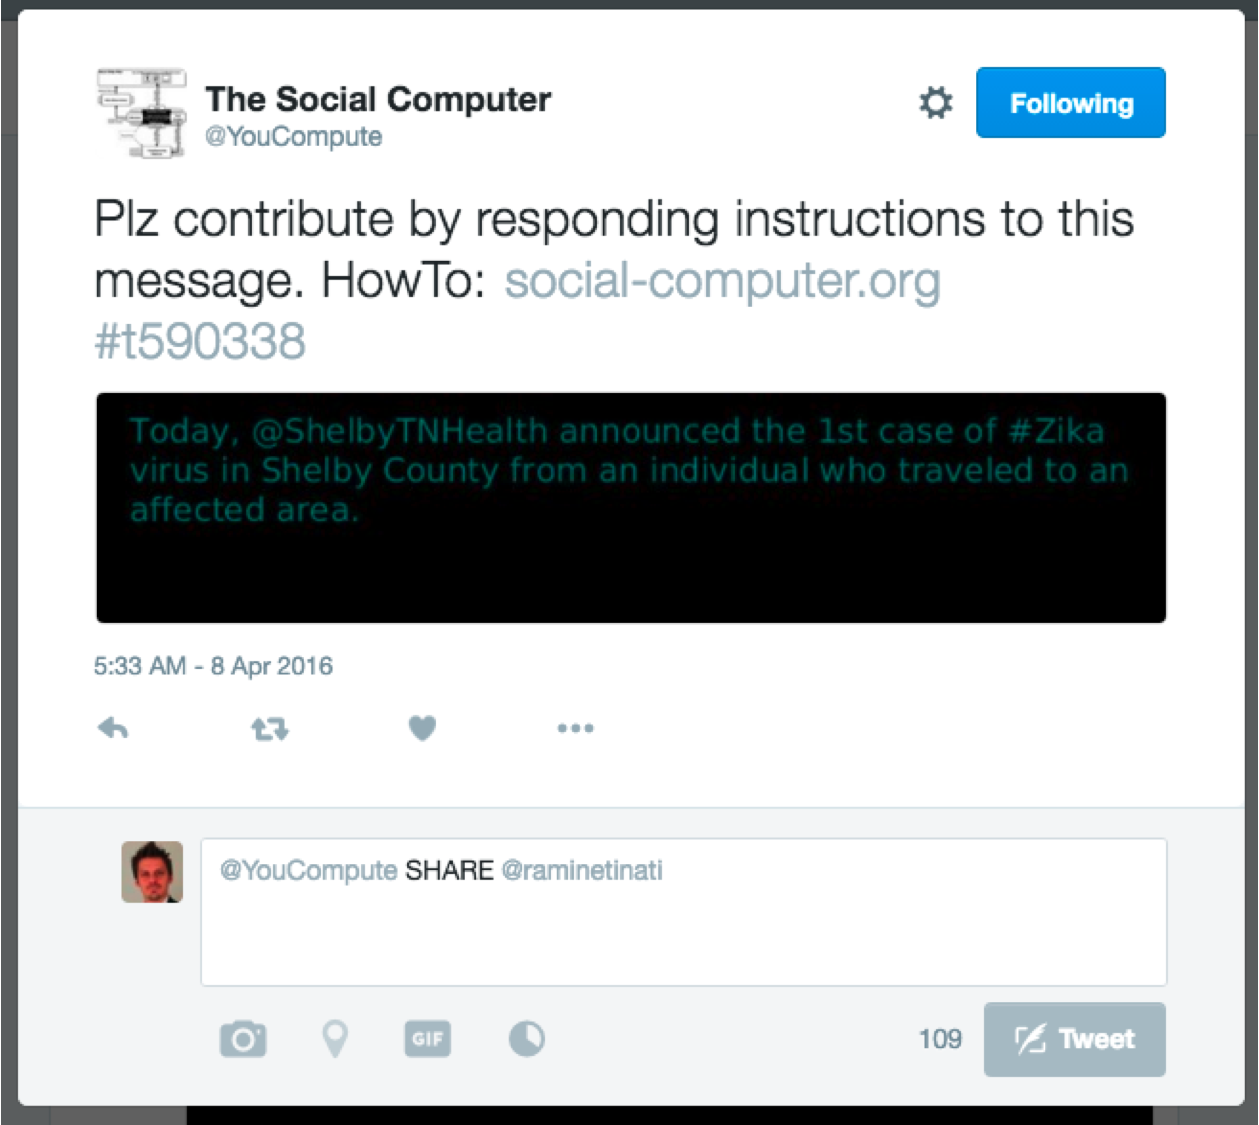 The Social Computer
@YouCompute
Following
Plz contribute by responding instructions to this
message. HowTo: social-computer.org
#t590338
Today, @ShelbyTNHealth announced the 1st case of #Zika
virus in Shelby County from an individual who traveled to an
affected area.
5:33 AM - 8 Apr 2016
@YouCompute SHARE @raminetinati
GIF
109
Tweet